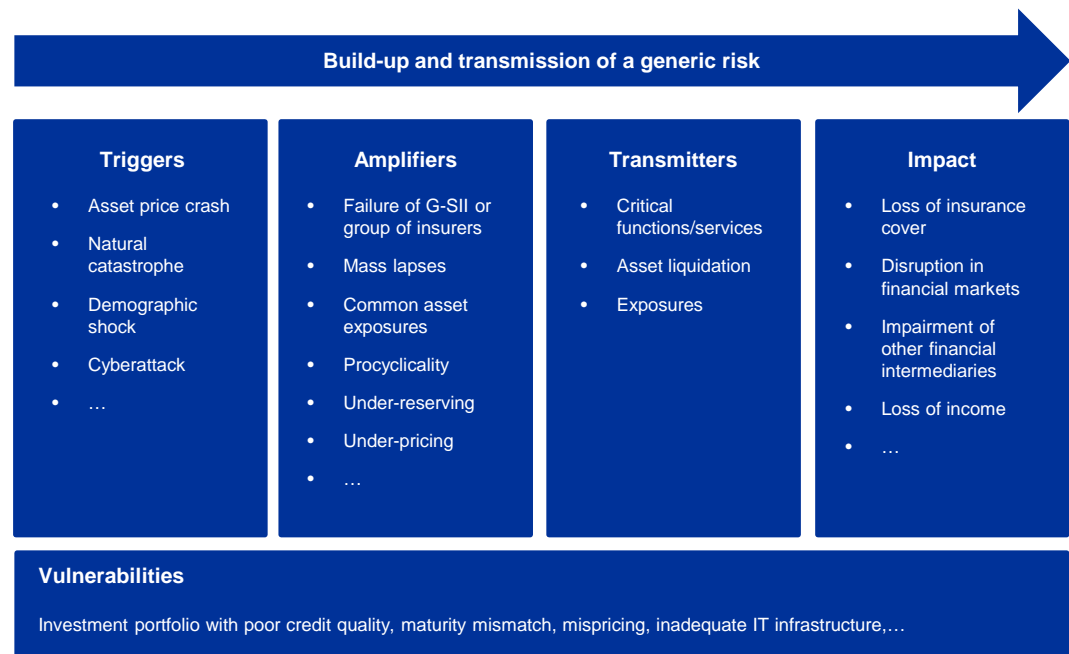 Build-up and transmission of a generic risk
Triggers
• Asset price crash
• Natural
catastrophe
• Demographic
shock
• Cyberattack
• …
Amplifiers
• Failure of G-SII or
group of insurers
• Mass lapses
• Common asset
exposures
• Procyclicality
• Under-reserving
• Under-pricing
• …
Transmitters
• Critical
functions/services
• Asset liquidation
• Exposures
Impact
• Loss of insurance
cover
• Disruption in
financial markets
• Impairment of
other financial
intermediaries
• Loss of income
• …
Vulnerabilities
Investment portfolio with poor credit quality, maturity mismatch, mispricing, inadequate IT infrastructure,…